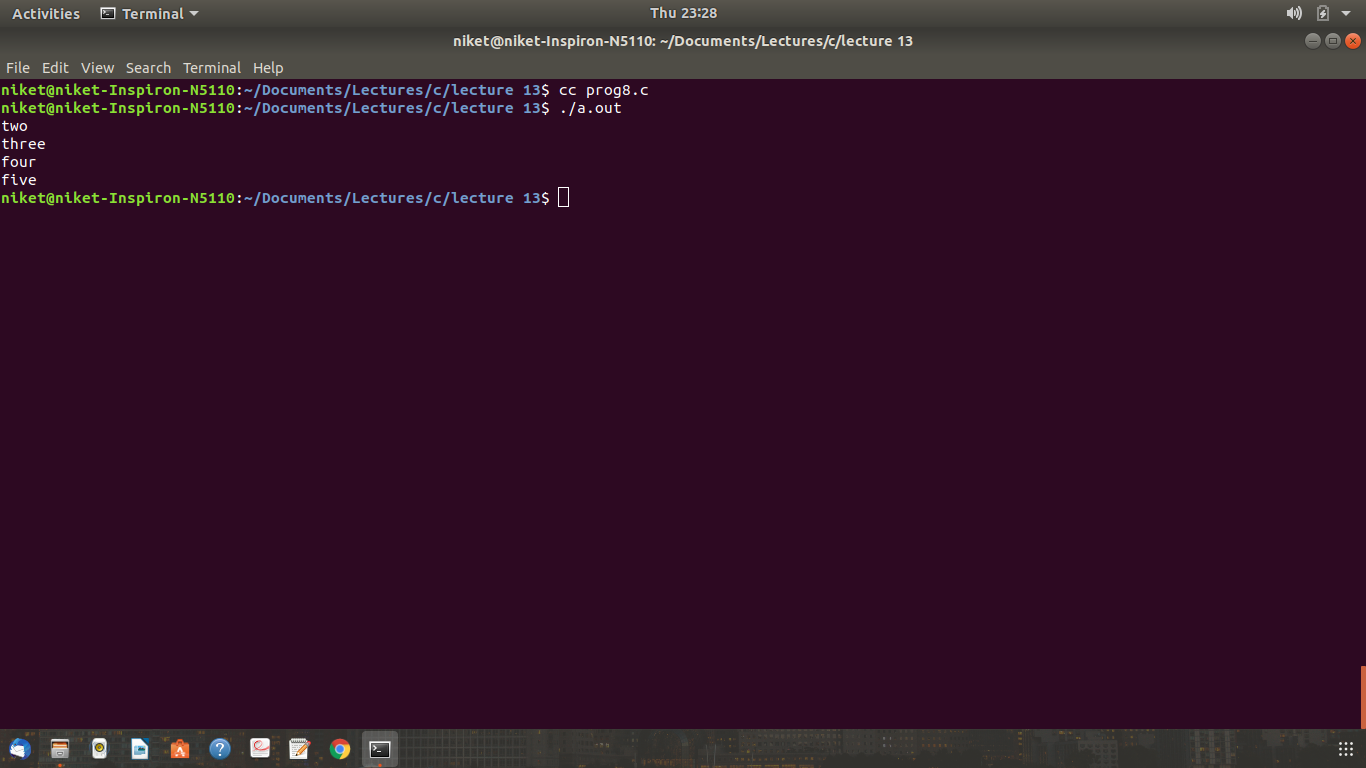 Activities Terminal Thu 23:28
niket@niket-Inspiron-N5110: ~/Documents/Lectures/c/lecture 13
File Edit View Search Terminal Help
niket@niket-Inspiron-N5110:~/Documents/Lectures/c/lecture 13$ cc prog8.c
niket@niket-Inspiron-N5110:~/Documents/Lectures/c/lecture 13$ ./a.out
two
three
four
five
niket@niket-Inspiron-N5110:~/Documents/Lectures/c/lecture 13$